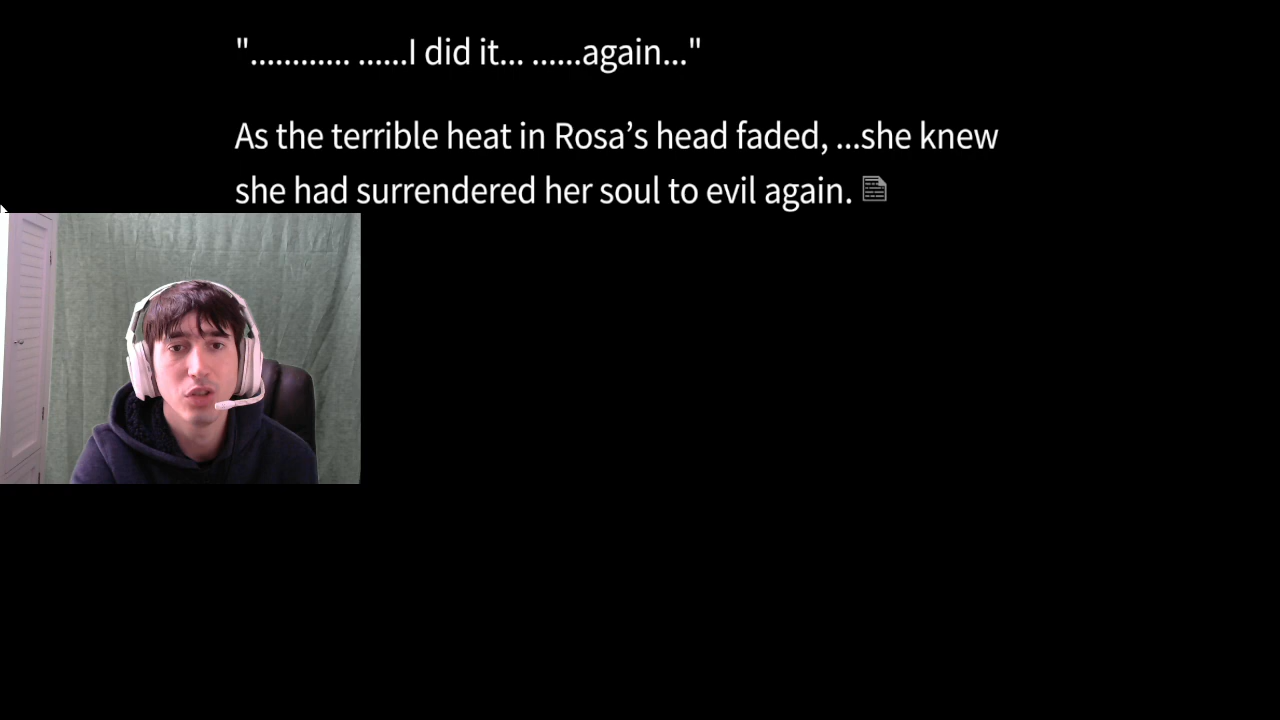 "............ ......I did it... ......again..."
As the terrible heat in Rosa’s head faded, ...she knew
she had surrendered her soul to evil again.